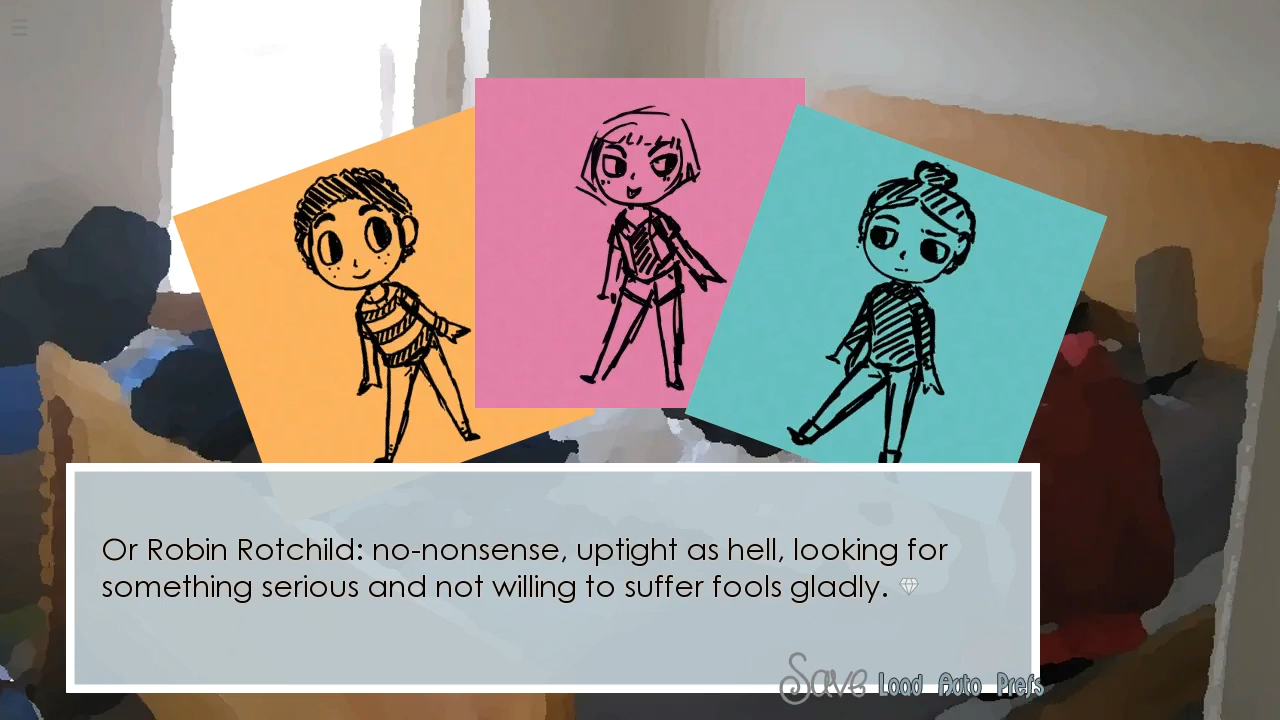 Or Robin Rotchild: no-nonsense, uptight as hell, looking for
something serious and not willing to suffer fools gladly.
Save Load Auto Prefs